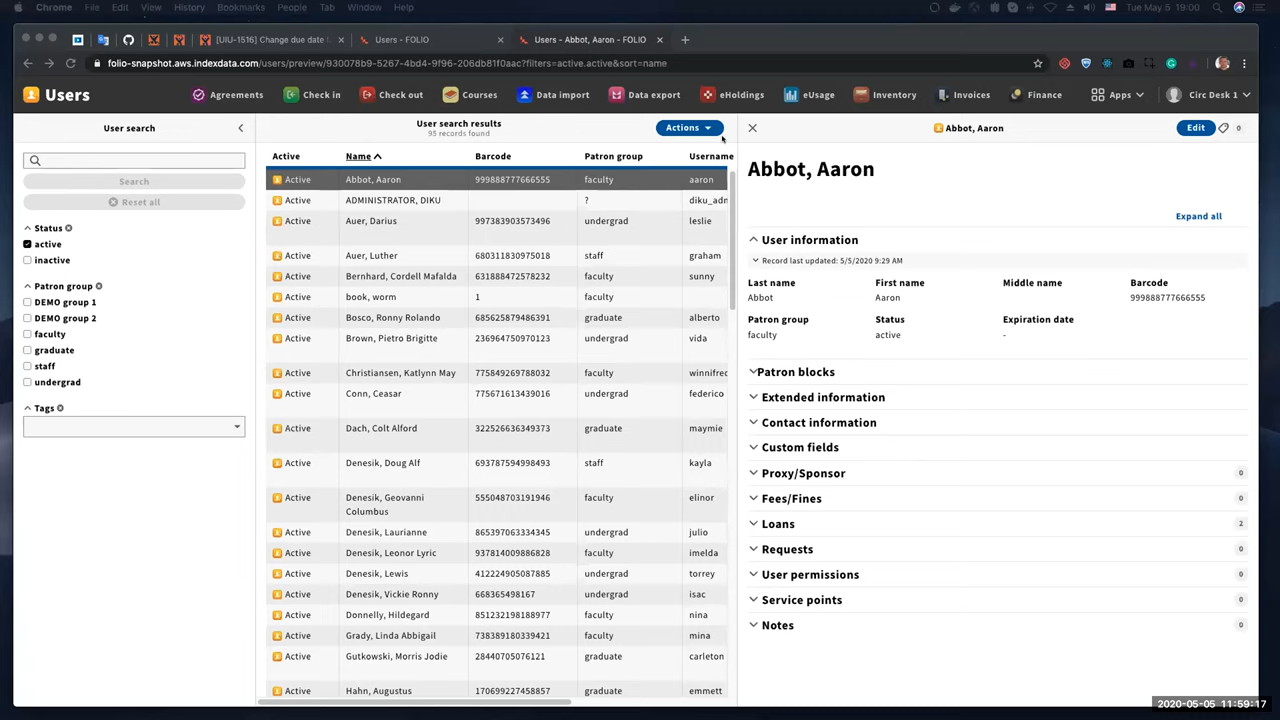 Chrome File Edit View History Bookmarks People Tab Window Help
Tue May 5 19:00
[UIU-1516] Change due date
Users - FOLIO
Users - Abbot, Aaron - FOLIO
folio-snapshot.aws.indexdata.com/users/preview/930078b9-5267-4bd4-9f96-206db81f0aac?filters=active.active&sort=name
Users
Agreements Check in Check out Courses Data import Data export eHoldings eUsage Inventory Invoices Finance Apps Circ Desk 1
User search
Search
Reset all
Status
active
inactive
Patron group
DEMO group 1
DEMO group 2
faculty
graduate
staff
undergrad
Tags
User search results
95 records found
Actions
Active Name Barcode Patron group Username
Active Abbot, Aaron 999888777666555 faculty aaron
Active ADMINISTRATOR, DIKU ? diku_adn
Active Auer, Darius 997383903573496 undergrad leslie
Active Auer, Luther 680311830975018 staff graham
Active Bernhard, Cordell Mafalda 631888472578232 faculty sunny
Active book, worm 1 faculty
Active Bosco, Ronny Rolando 685625879486391 graduate alberto
Active Brown, Pietro Brigitte 236964750970123 undergrad vida
Active Christiansen, Katlynn May 775849269788032 faculty winnifred
Active Conn, Ceasar 775671613439016 undergrad federico
Active Dach, Colt Alford 322526636349373 graduate maymie
Active Denesik, Doug Alf 693787594998493 staff kayla
Active Denesik, Geovanni 555048703191946 faculty elinor
Columbus
Active Denesik, Laurianne 865397063334345 undergrad julio
Active Denesik, Leonor Lyric 937814009886828 faculty imelda
Active Denesik, Lewis 412224905087885 undergrad torrey
Active Denesik, Vickie Ronny 668365498167 undergrad isac
Active Donnelly, Hildegard 851232198188977 faculty nina
Active Grady, Linda Abbigail 738389180339421 faculty mina
Active Gutkowski, Morris Jodie 28440705076121 graduate carleton
Active Hahn, Augustus 170699227458857 graduate emmett
Abbot, Aaron
Edit 0
Abbot, Aaron
Expand all
User information
Record last updated: 5/5/2020 9:29 AM
Last name First name Middle name Barcode
Abbot Aaron 999888777666555
Patron group Status Expiration date
faculty active -
Patron blocks
Extended information
Contact information
Custom fields
Proxy/Sponsor 0
Fees/Fines 0
Loans 2
Requests 0
User permissions 0
Service points 0
Notes 0
2020-05-05 11:59:17